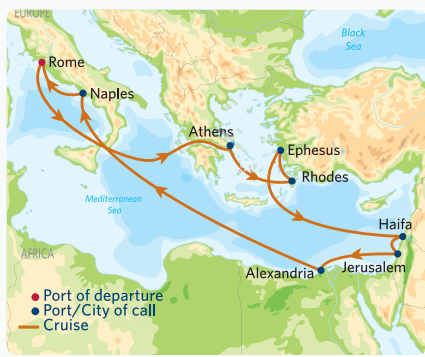 EUROPE
Black
Sea
Rome
Naples
Athens
Ephesus
Rhodes
Mediterranean
Sea
Haifa
AFRICA
Jerusalem
Alexandria
Port of departure
Port/City of call
Cruise